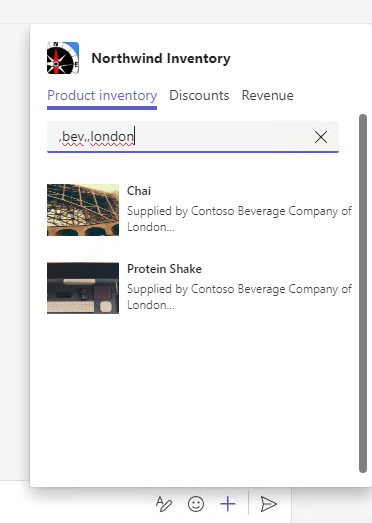 N
E
Northwind Inventory
Product inventory Discounts Revenue
,bev,,london
Chai
Supplied by Contoso Beverage Company of
London...
Protein Shake
Supplied by Contoso Beverage Company of
London...